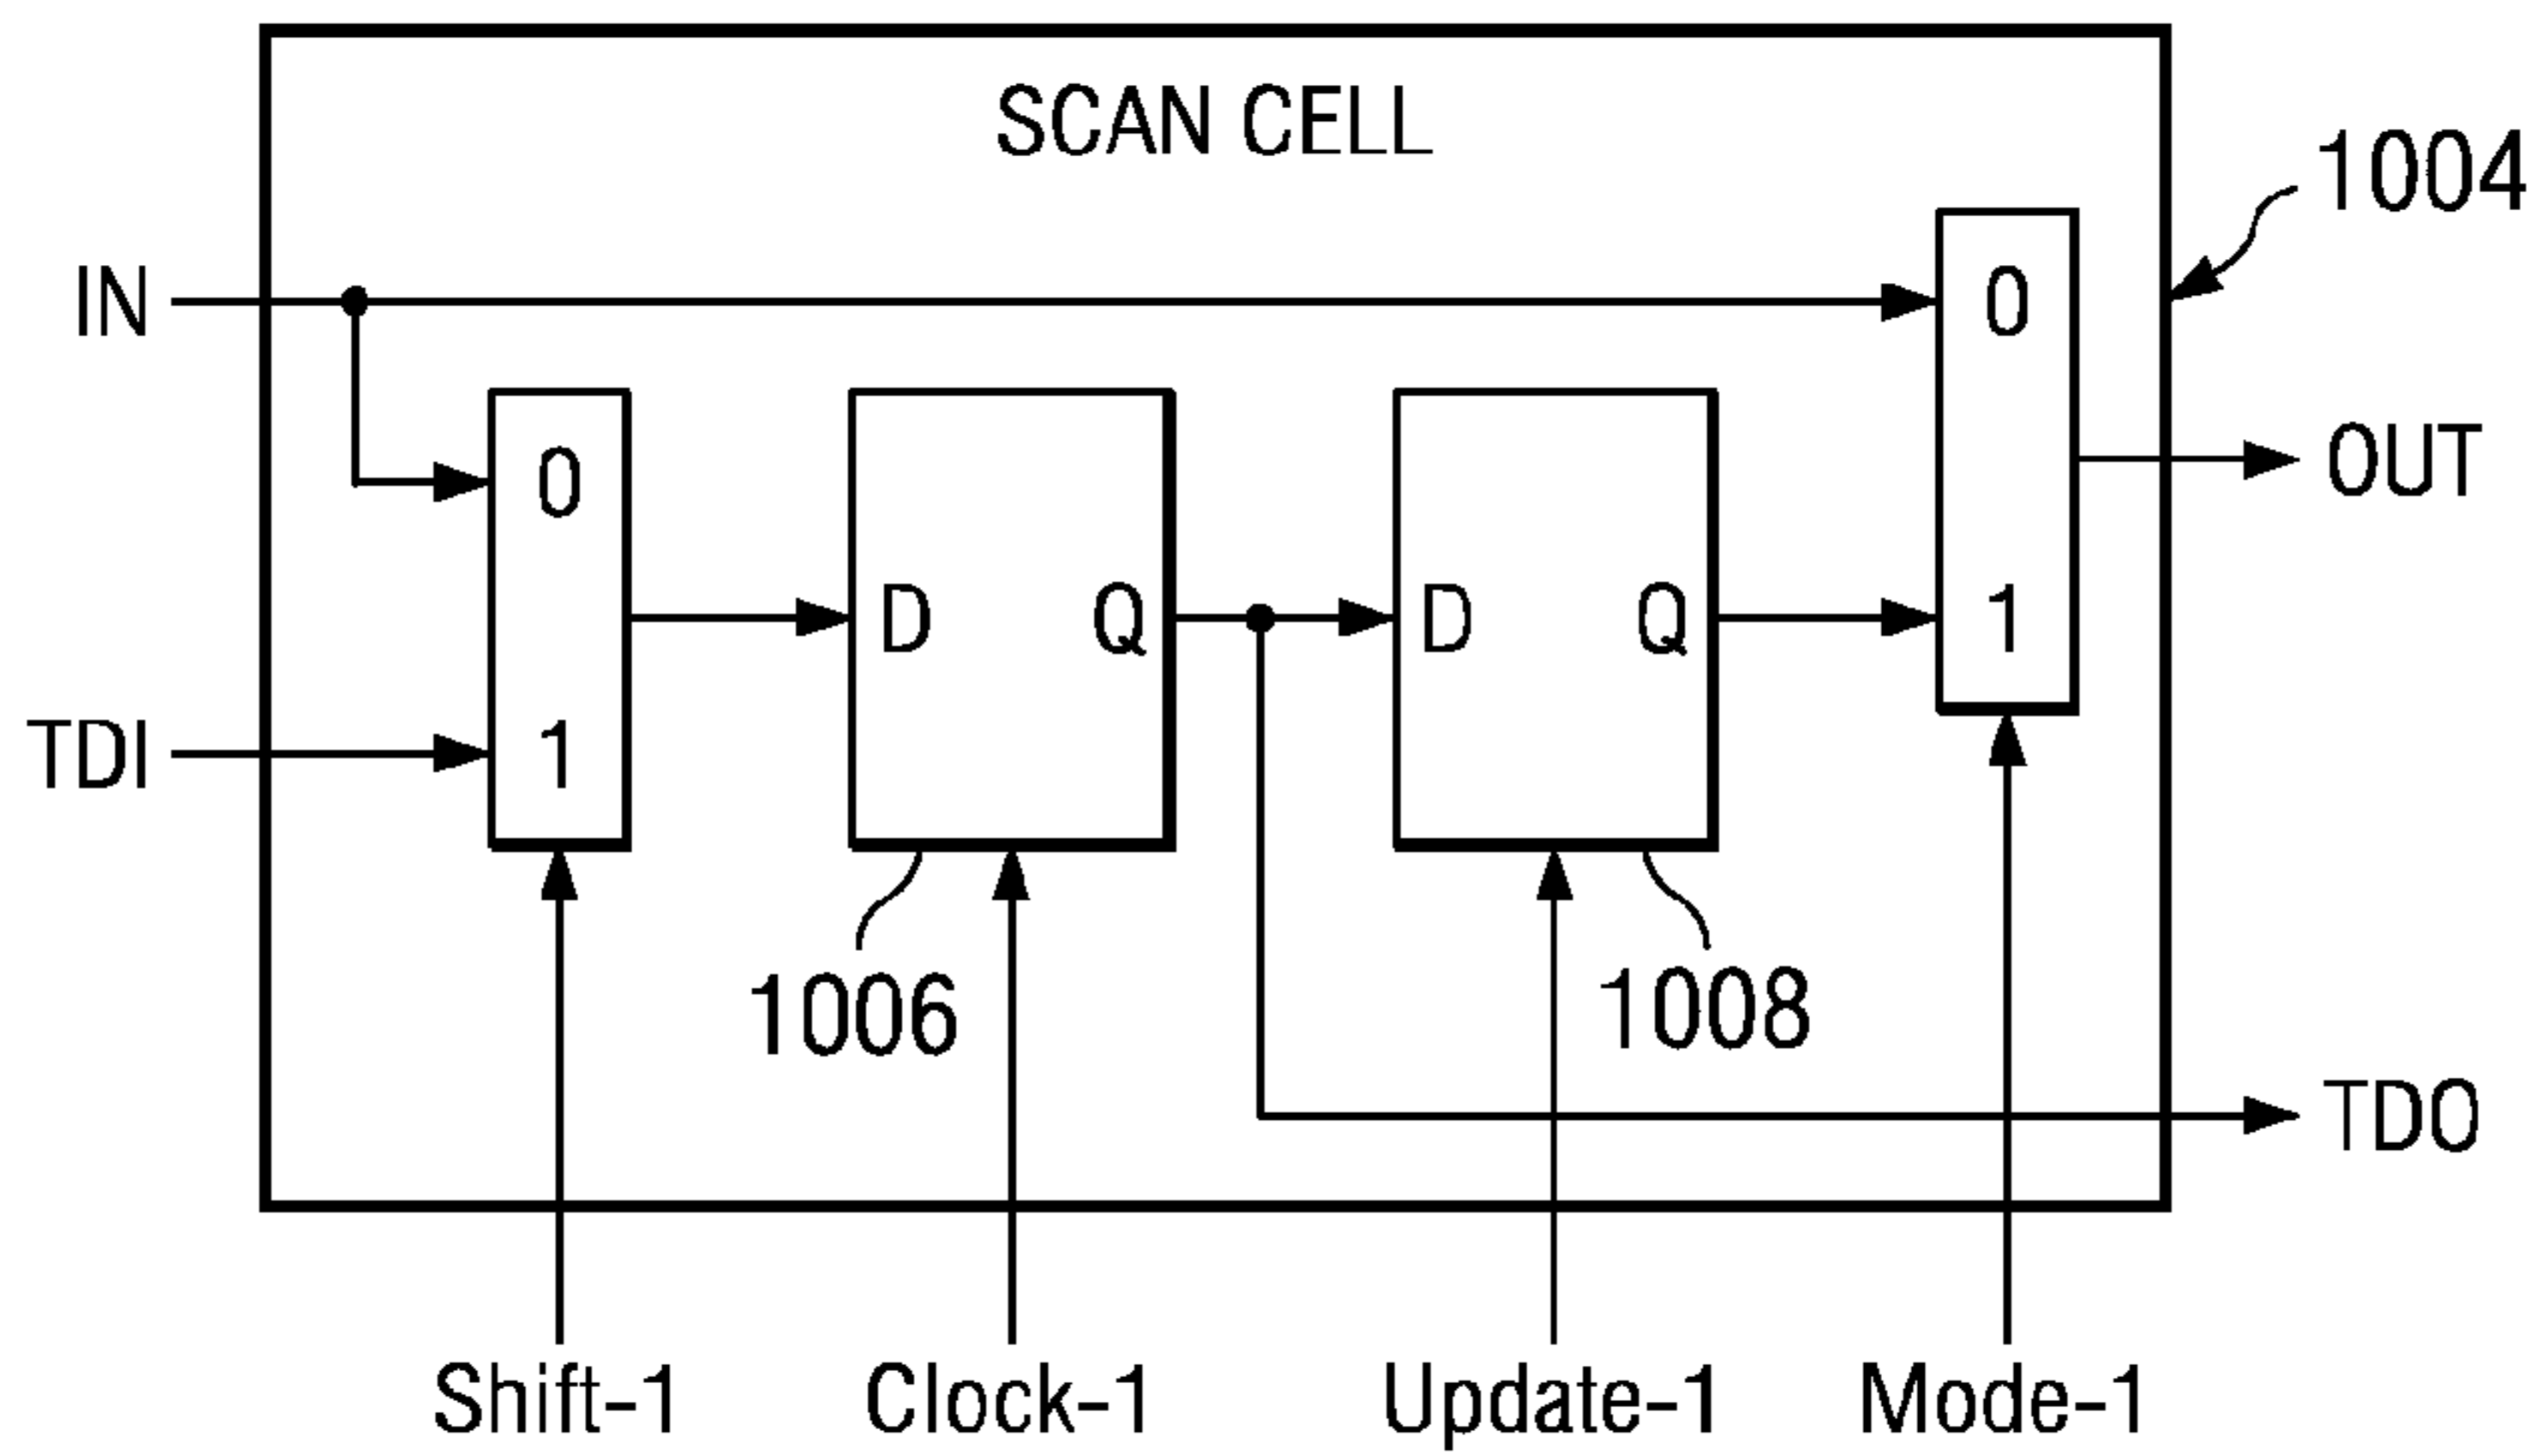 SCAN CELL
1004
IN
0
0
OUT
D Q D Q
1
TDI
1
1006
1008
TDO
Shift-1 Clock-1 Update-1 Mode-1